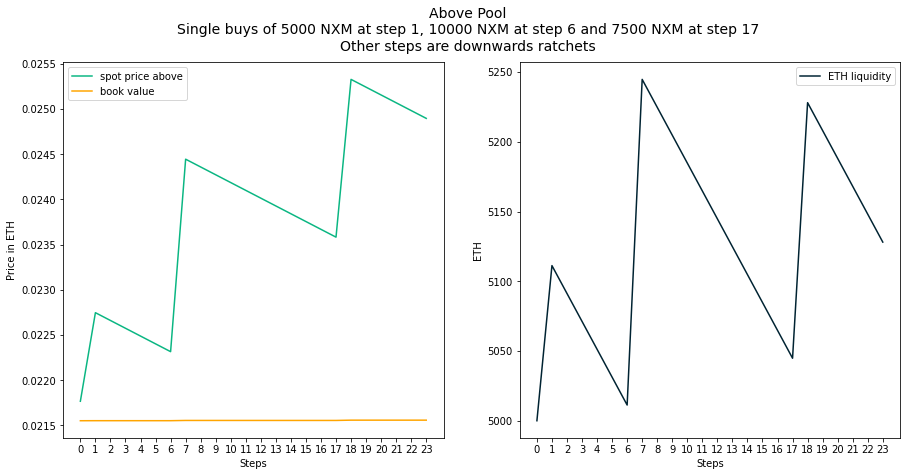 Above Pool
Single buys of 5000 NXM at step 1, 10000 NXM at step 6 and 7500 NXM at step 17
Other steps are downwards ratchets
spot price above
book value
Price in ETH
0.0255
0.0250
0.0245
0.0240
0.0235
0.0230
0.0225
0.0220
0.0215
0 1 2 3 4 5 6 7 8 9 10 11 12 13 14 15 16 17 18 19 20 21 22 23
Steps
ETH liquidity
ETH
5250
5200
5150
5100
5050
5000
0 1 2 3 4 5 6 7 8 9 10 11 12 13 14 15 16 17 18 19 20 21 22 23
Steps